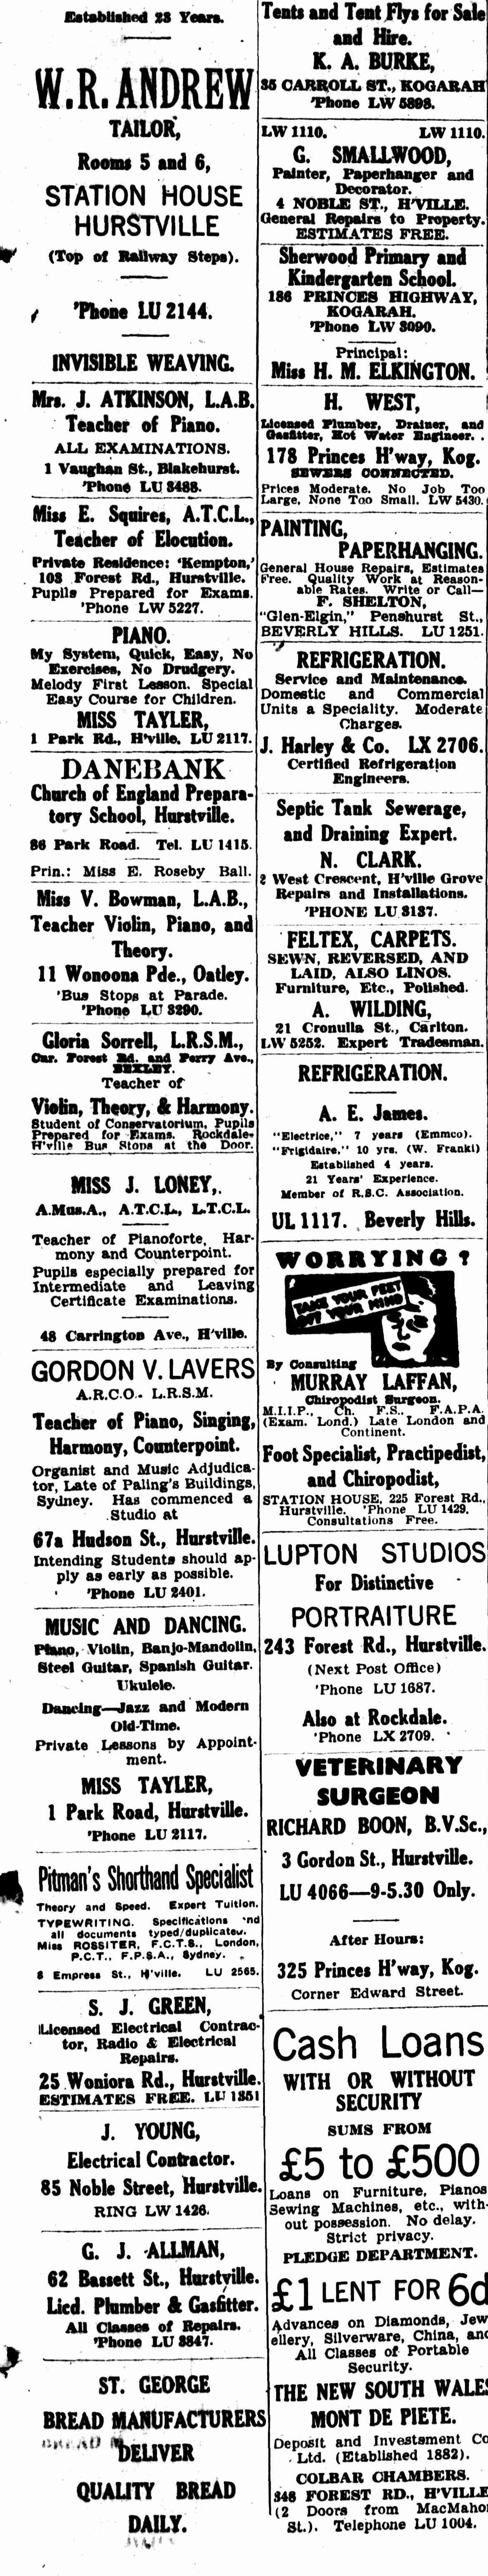 Established 23 Years.
W. R. ANDREW
TAILOR,
Rooms 5 and 6,
STATION HOUSE
HURSTVILLE
(Top of Railway Steps).
'Phone LU 2144.
INVISIBLE WEAVING.
Mrs. J. ATKINSON, L.A.B.
Teacher of Piano.
ALL EXAMINATIONS.
1 Vaughan St., Blakehurst.
'Phone LU 3488.
Miss E. Squires, A.T.C.L.,
Teacher of Elocution.
Private Residence: 'Kempton,'
103 Forest Rd., Hurstville.
Pupils Prepared for Exams.
'Phone LW 5227.
PIANO.
My System, Quick, Easy, No
Exercises, No Drudgery.
Melody First Lesson. Special
Easy Course for Children.
MISS TAYLER,
1 Park Rd., H'ville. LU 2117.
DANEBANK
Church of England Prepara-
tory School, Hurstville.
86 Park Road. Tel. LU 1415.
Prin.: Miss E. Roseby Ball.
Miss V. Bowman, L.A.B.,
Teacher Violin, Piano, and
Theory.
11 Wonoona Pde., Oatley.
'Bus Stops at Parade.
'Phone LU 3290.
Gloria Sorrell, L.R.S.M.,
Cnr. Forest Rd. and Perry Ave.,
BEXLEY.
Teacher of
Violin, Theory, & Harmony.
Student of Conservatorium, Pupils
Prepared for Exams. Rockdale-
H'ville Bus Stops at the Door.
MISS J. LONEY,.
A.Mus.A., A.T.C.L., L.T.C.L.
Teacher of Pianoforte, Har-
mony and Counterpoint.
Pupils especially prepared for
Intermediate and Leaving
Certificate Examinations.
48 Carrington Ave., H'ville.
GORDON V. LAVERS
A.R.C.O.. L.R.S.M.
Teacher of Piano, Singing,
Harmony, Counterpoint.
Organist and Music Adjudica-
tor, Late of Paling's Buildings,
Sydney. Has commenced a
Studio at
67a Hudson St., Hurstville.
Intending Students should ap-
ply as early as possible.
'Phone LU 2401.
MUSIC AND DANCING.
Piano, Violin, Banjo-Mandolin,
Steel Guitar, Spanish Guitar.
Ukulele.
Dancing—Jazz and Modern
Old-Time.
Private Lessons by Appoint-
ment.
MISS TAYLER,
1 Park Road, Hurstville.
'Phone LU 2117.
Pitman's Shorthand Specialist
Theory and Speed. Expert Tuition.
TYPEWRITING. Specifications nd
all documents typed/duplicated.
Miss ROSSITER, F.C.T.S., London,
P.C.T., F.P.S.A., Sydney.
8 Empress St., H'ville. LU 2565.
S. J. GREEN,
Licensed Electrical Contrac-
tor, Radio & Electrical
Repairs.
25 Woniora Rd., Hurstville.
ESTIMATES FREE. LU 1351
J. YOUNG,
Electrical Contractor.
85 Noble Street, Hurstville.
RING LW 1426.
G. J. ALLMAN,
62 Bassett St., Hurstville.
Licd. Plumber & Gasfitter.
All Classes of Repairs.
'Phone LU 3847.
ST. GEORGE
BREAD MANUFACTURERS
DELIVER
QUALITY BREAD
DAILY.
Tents and Tent Flys for Sale
and Hire.
K. A. BURKE,
35 CARROLL ST., KOGARAH
'Phone LW 5898.
LW 1110. LW 1110.
G. SMALLWOOD,
Painter, Paperhanger and
Decorator.
4 NOBLE ST., H'VILLE.
General Repairs to Property.
ESTIMATES FREE.
Sherwood Primary and
Kindergarten School.
186 PRINCES HIGHWAY,
KOGARAH.
'Phone LW 3090.
Principal:
Miss H. M. ELKINGTON.
H. WEST,
Licensed Plumber, Drainer, and
Gasfitter, Hot Water Engineer.
178 Princes H'way, Kog.
SEWERS CONNECTED.
Prices Moderate. No Job Too
Large, None Too Small. LW 5430.
PAINTING,
PAPERHANGING.
General House Repairs, Estimates
Free. Quality Work at Reason-
able Rates. Write or Call—
F. SHELTON,
"Glen-Elgin," Penshurst St.,
BEVERLY HILLS. LU 1251.
REFRIGERATION.
Service and Maintenance.
Domestic and Commercial
Units a Speciality. Moderate
Charges.
J. Harley & Co. LX 2706.
Certified Refrigeration
Engineers.
Septic Tank Sewerage,
and Draining Expert.
N. CLARK.
2 West Crescent, H'ville Grove
Repairs and Installations.
'PHONE LU 3137.
FELTEX, CARPETS.
SEWN, REVERSED, AND
LAID, ALSO LINOS.
Furniture, Etc., Polished.
A. WILDING,
21 Cronulla St., Carlton.
LW 5252. Expert Tradesman.
REFRIGERATION.
A. E. James.
"Electrice," 7 years (Emmco).
"Frigidaire," 10 yrs. (W. Frankl)
Established 4 years.
21 Years' Experience.
Member of R.S.C. Association.
UL 1117. Beverly Hills.
WORRYING?
TAKE YOUR FEET
OFF YOUR MIND
By Consulting
MURRAY LAFFAN,
Chiropodist Surgeon.
M.I.I.P., Ch. F.S., F.A.P.A.
(Exam. Lond.) Late London and
Continent.
Foot Specialist, Practipedist,
and Chiropodist,
STATION HOUSE, 225 Forest Rd.,
Hurstville. 'Phone LU 1429.
Consultations Free.
LUPTON STUDIOS
For Distinctive
PORTRAITURE
243 Forest Rd., Hurstville.
(Next Post Office)
'Phone LU 1687.
Also at Rockdale.
'Phone LX 2709.
VETERINARY
SURGEON
RICHARD BOON, B.V.Sc.,
3 Gordon St., Hurstville.
LU 4066—9-5.30 Only.
After Hours:
325 Princes H'way, Kog.
Corner Edward Street.
Cash Loans
WITH OR WITHOUT
SECURITY
SUMS FROM
£5 to £500
Loans on Furniture, Pianos
Sewing Machines, etc., with-
out possession. No delay.
Strict privacy.
PLEDGE DEPARTMENT.
£1 LENT FOR 6d
Advances on Diamonds, Jew
ellery, Silverware, China, and
All Classes of Portable
Security.
THE NEW SOUTH WALES
MONT DE PIETE.
Deposit and Investment Co
Ltd. (Etablished 1882).
COLBAR CHAMBERS.
348 FOREST RD., H'VILLE
(2 Doors from MacMahon
St.). Telephone LU 1004.